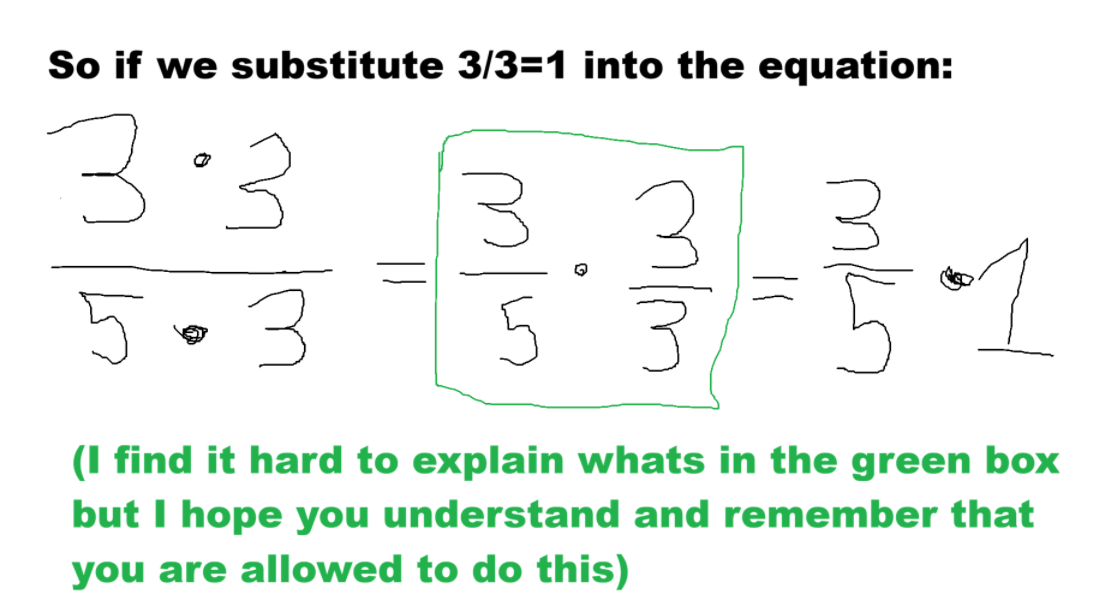 So if we substitute 3/3=1 into the equation:
3 · 3 / 5 · 3 = 3/5 · 3/3 = 3/5 · 1
(I find it hard to explain whats in the green box
but I hope you understand and remember that
you are allowed to do this)